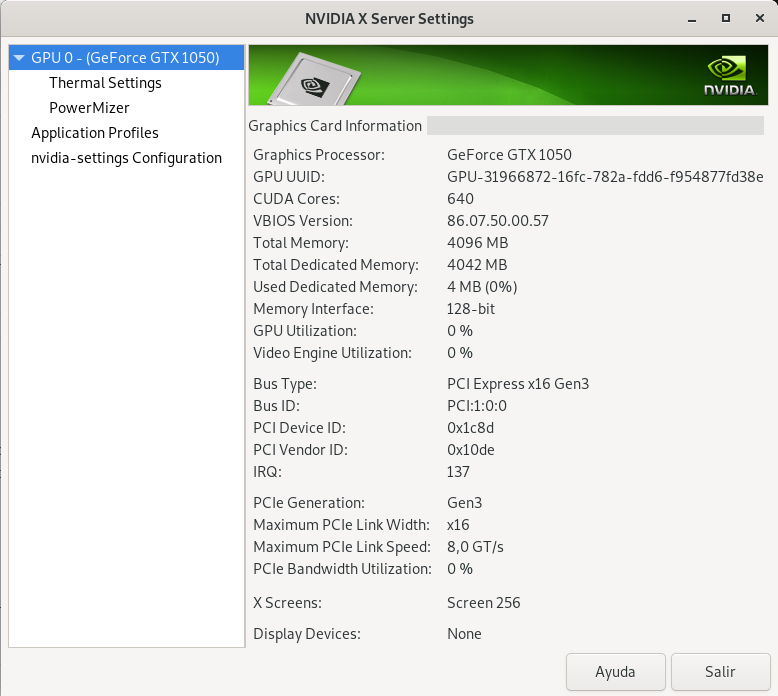 NVIDIA X Server Settings
GPU 0 - (GeForce GTX 1050)
Thermal Settings
PowerMizer
Application Profiles
nvidia-settings Configuration
NVIDIA.
Graphics Card Information
Graphics Processor: GeForce GTX 1050
GPU UUID: GPU-31966872-16fc-782a-fdd6-f954877fd38e
CUDA Cores: 640
VBIOS Version: 86.07.50.00.57
Total Memory: 4096 MB
Total Dedicated Memory: 4042 MB
Used Dedicated Memory: 4 MB (0%)
Memory Interface: 128-bit
GPU Utilization: 0 %
Video Engine Utilization: 0 %
Bus Type: PCI Express x16 Gen3
Bus ID: PCI:1:0:0
PCI Device ID: 0x1c8d
PCI Vendor ID: 0x10de
IRQ: 137
PCIe Generation: Gen3
Maximum PCIe Link Width: x16
Maximum PCIe Link Speed: 8,0 GT/s
PCIe Bandwidth Utilization: 0 %
X Screens: Screen 256
Display Devices: None
Ayuda Salir